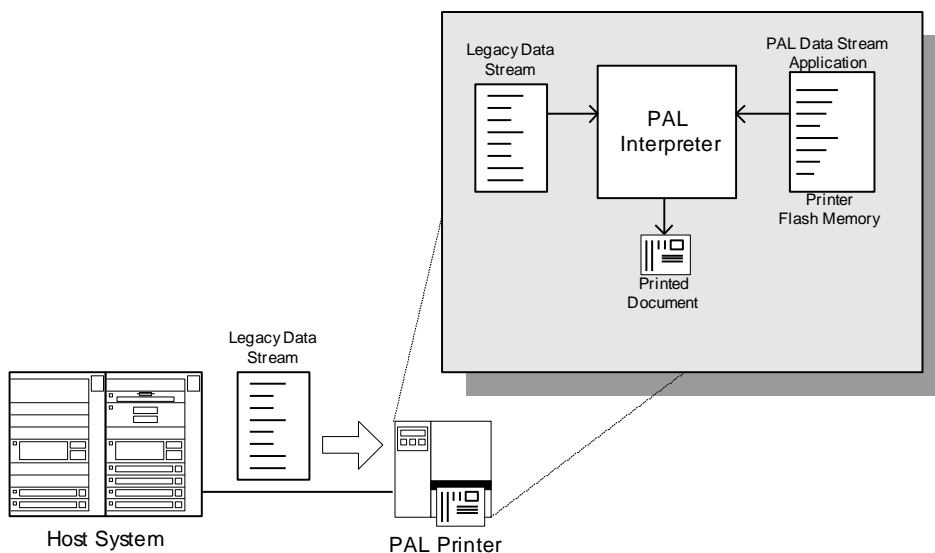 Legacy Data
Stream
PAL Data Stream
Application
PAL
Interpreter
Printer
Flash Memory
Printed
Document
Legacy Data
Stream
Host System
PAL Printer